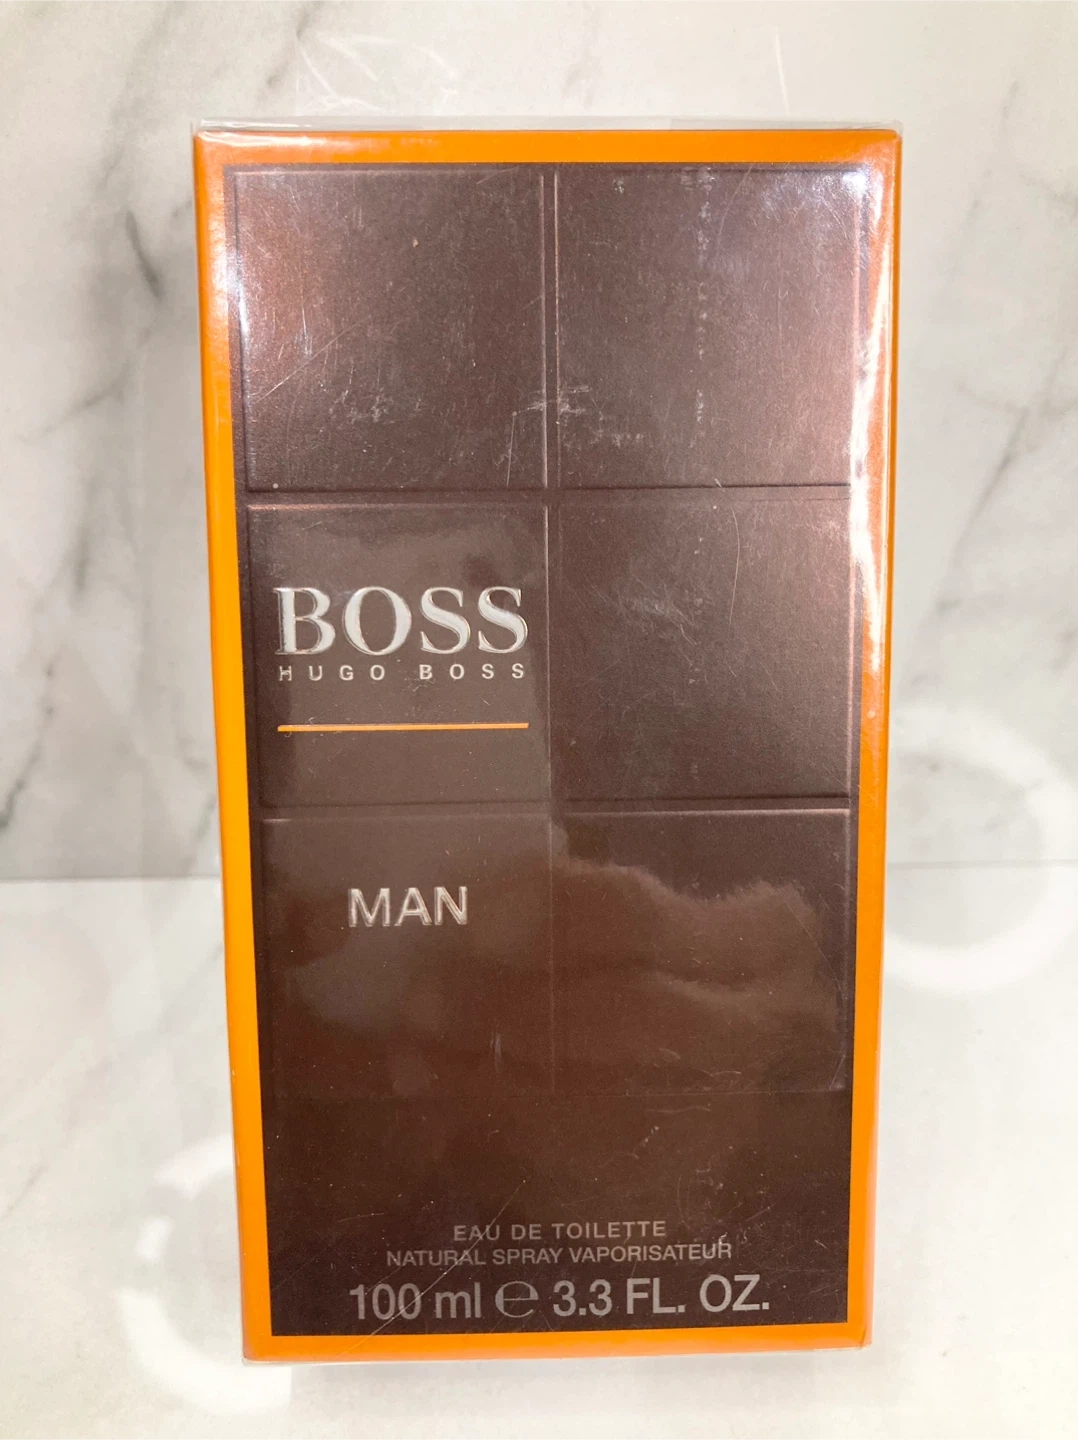 BOSS
HUGO BOSS
MAN
EAU DE TOILETTE
NATURAL SPRAY VAPORISATEUR
100 ml ℮ 3.3 FL. OZ.